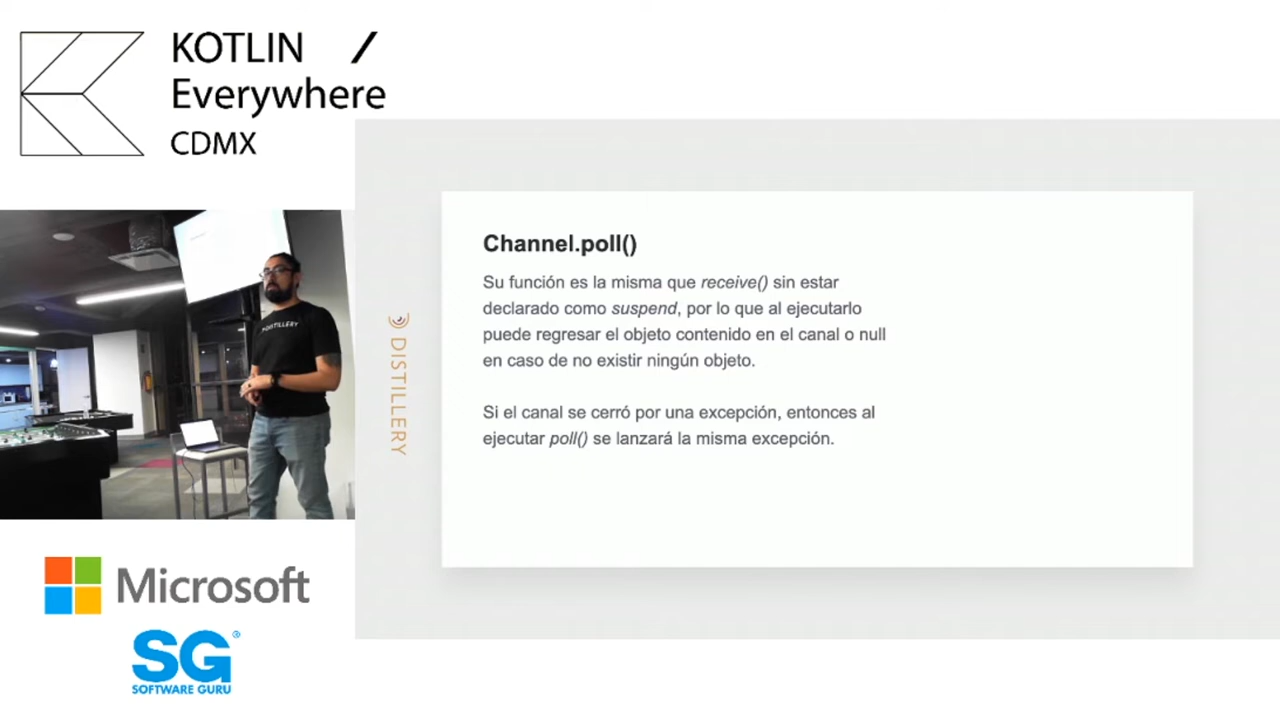 KOTLIN /
Everywhere
CDMX
Channel.poll()
Su función es la misma que receive() sin estar
declarado como suspend, por lo que al ejecutarlo
puede regresar el objeto contenido en el canal o null
en caso de no existir ningún objeto.
Si el canal se cerró por una excepción, entonces al
ejecutar poll() se lanzará la misma excepción.
DISTILLERY
DISTILLERY
Microsoft
SG®
SOFTWARE GURU